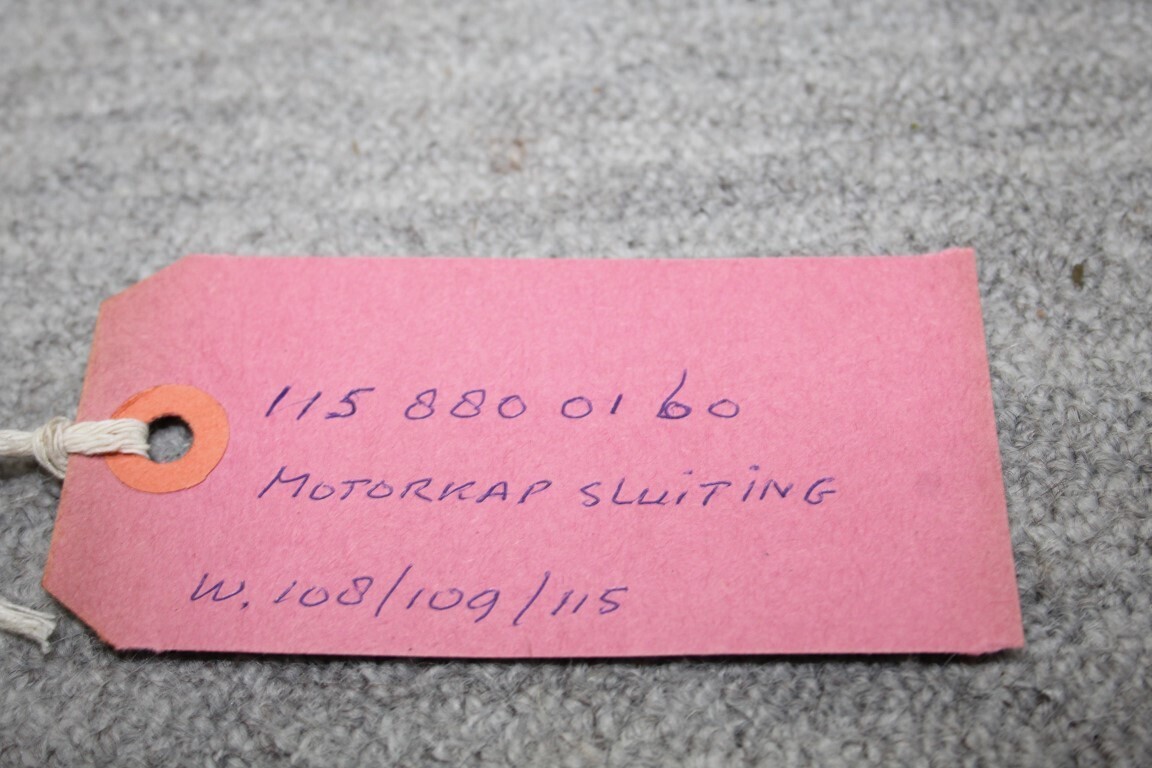 115 880 01 60
MOTORKAP SLUITING
W. 108/109/115